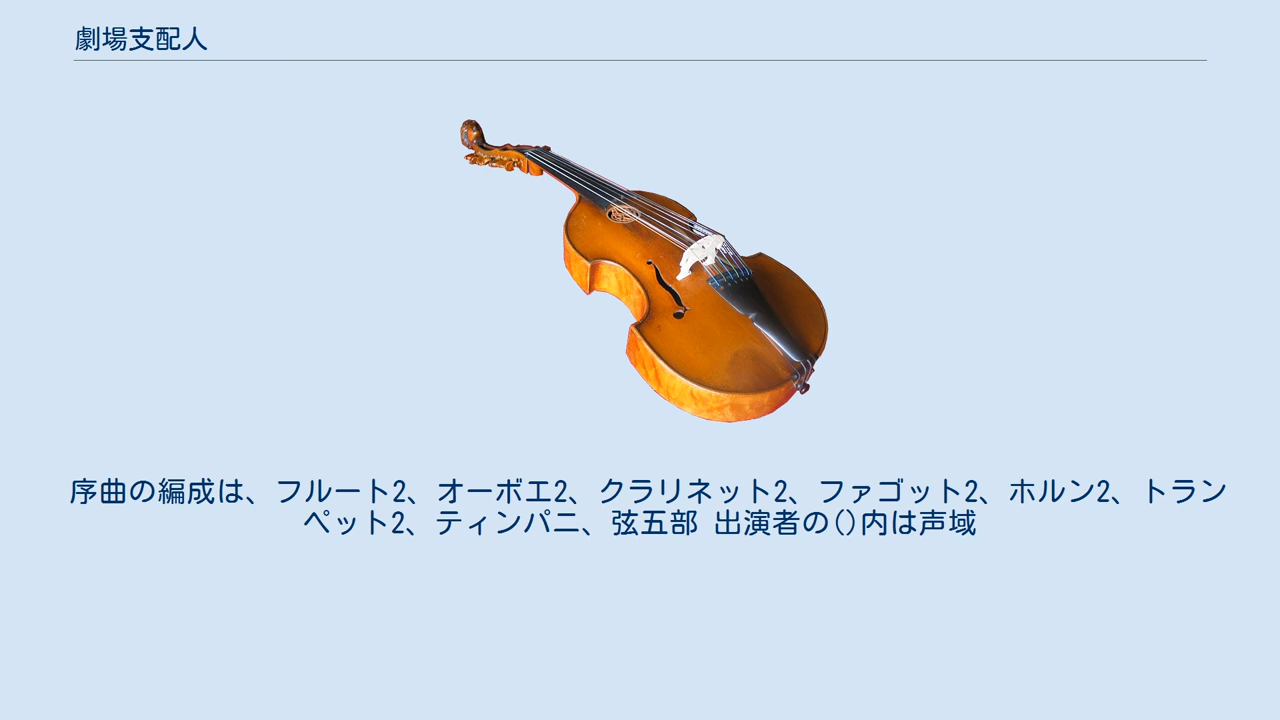 劇場支配人
序曲の編成は、フルート2、オーボエ2、クラリネット2、ファゴット2、ホルン2、トラン
ペット2、ティンパニ、弦五部 出演者の()内は声域